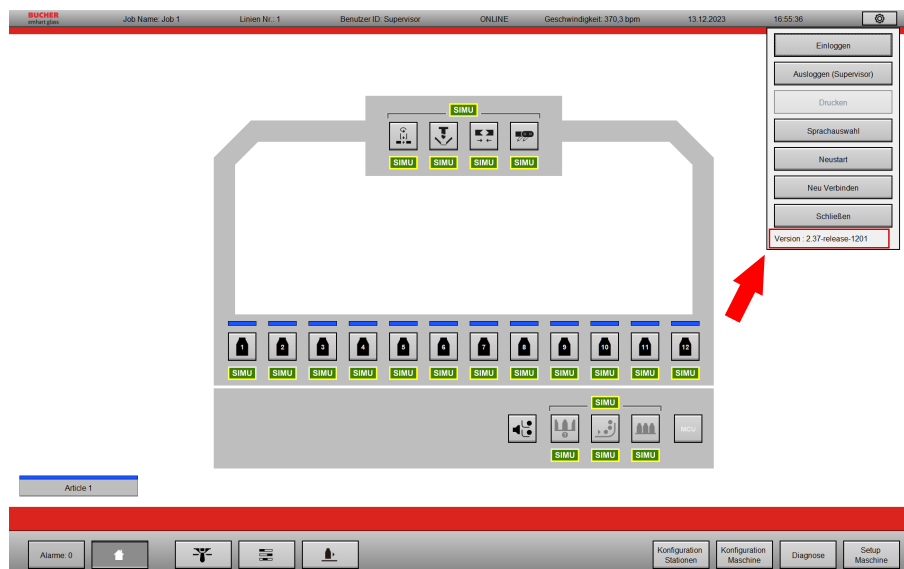 BUCHER
emhart glass
Job Name: Job 1
Linien Nr.: 1
Benutzer ID: Supervisor
ONLINE
Geschwindigkeit: 370,3 bpm
13.12.2023
16:55:36
Einloggen
Ausloggen (Supervisor)
Drucken
Sprachauswahl
Neustart
Neu Verbinden
Schließen
Version : 2.37-release-1201
SIMU
SIMU SIMU SIMU SIMU
1 2 3 4 5 6 7 8 9 10 11 12
SIMU SIMU SIMU SIMU SIMU SIMU SIMU SIMU SIMU SIMU SIMU SIMU
SIMU
MCU
SIMU SIMU SIMU
Article 1
Alarme: 0
Konfiguration
Stationen
Konfiguration
Maschine
Diagnose
Setup
Maschine